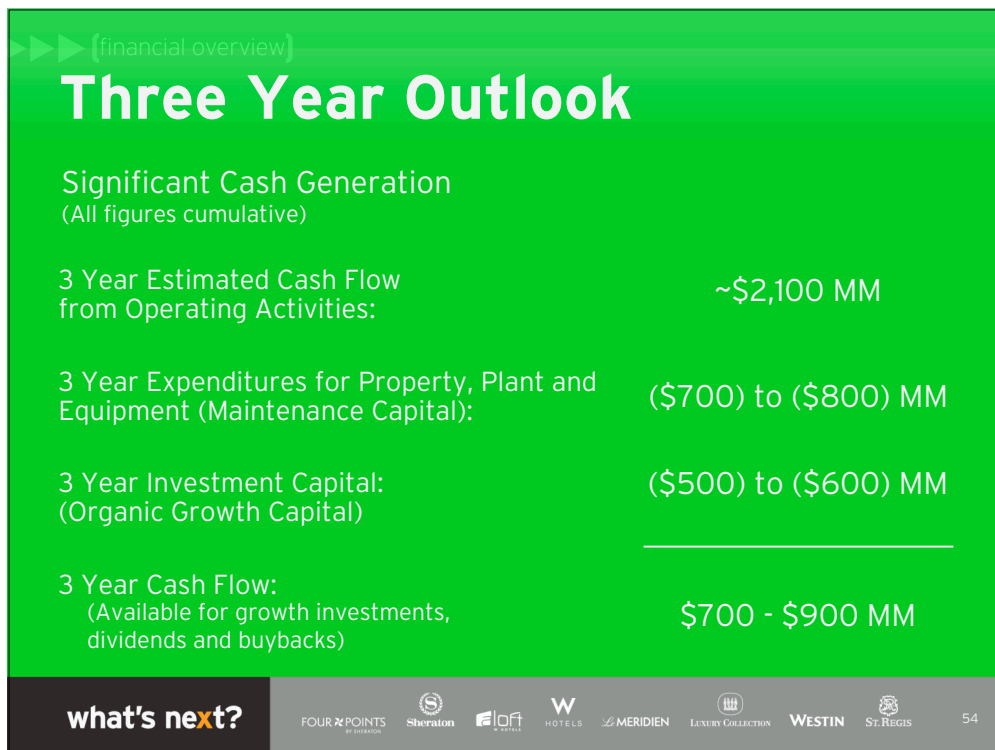 [financial overview]
Three Year Outlook
Significant Cash Generation
(All figures cumulative)
3 Year Estimated Cash Flow
from Operating Activities:
~$2,100 MM
3 Year Expenditures for Property, Plant and
Equipment (Maintenance Capital):
($700) to ($800) MM
3 Year Investment Capital:
(Organic Growth Capital)
($500) to ($600) MM
3 Year Cash Flow:
(Available for growth investments,
dividends and buybacks)
$700 - $900 MM
what's next?
FOUR POINTS
BY SHERATON
S
Sheraton
aloft
W HOTELS
W
HOTELS
Le MERIDIEN
LUXURY COLLECTION
WESTIN
ST. REGIS
54